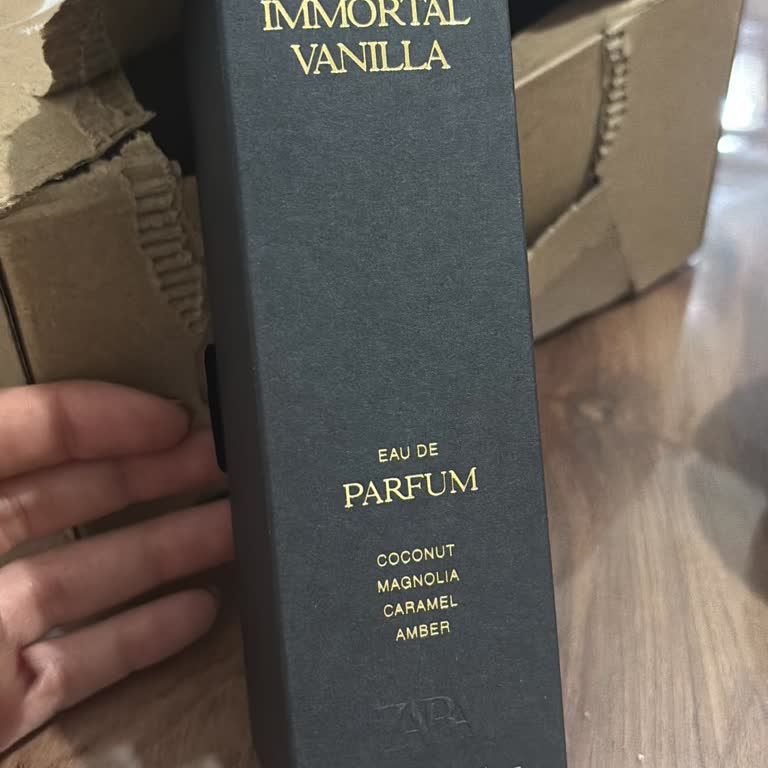 IMMORTAL
VANILLA
EAU DE
PARFUM
COCONUT
MAGNOLIA
CARAMEL
AMBER
ZARA